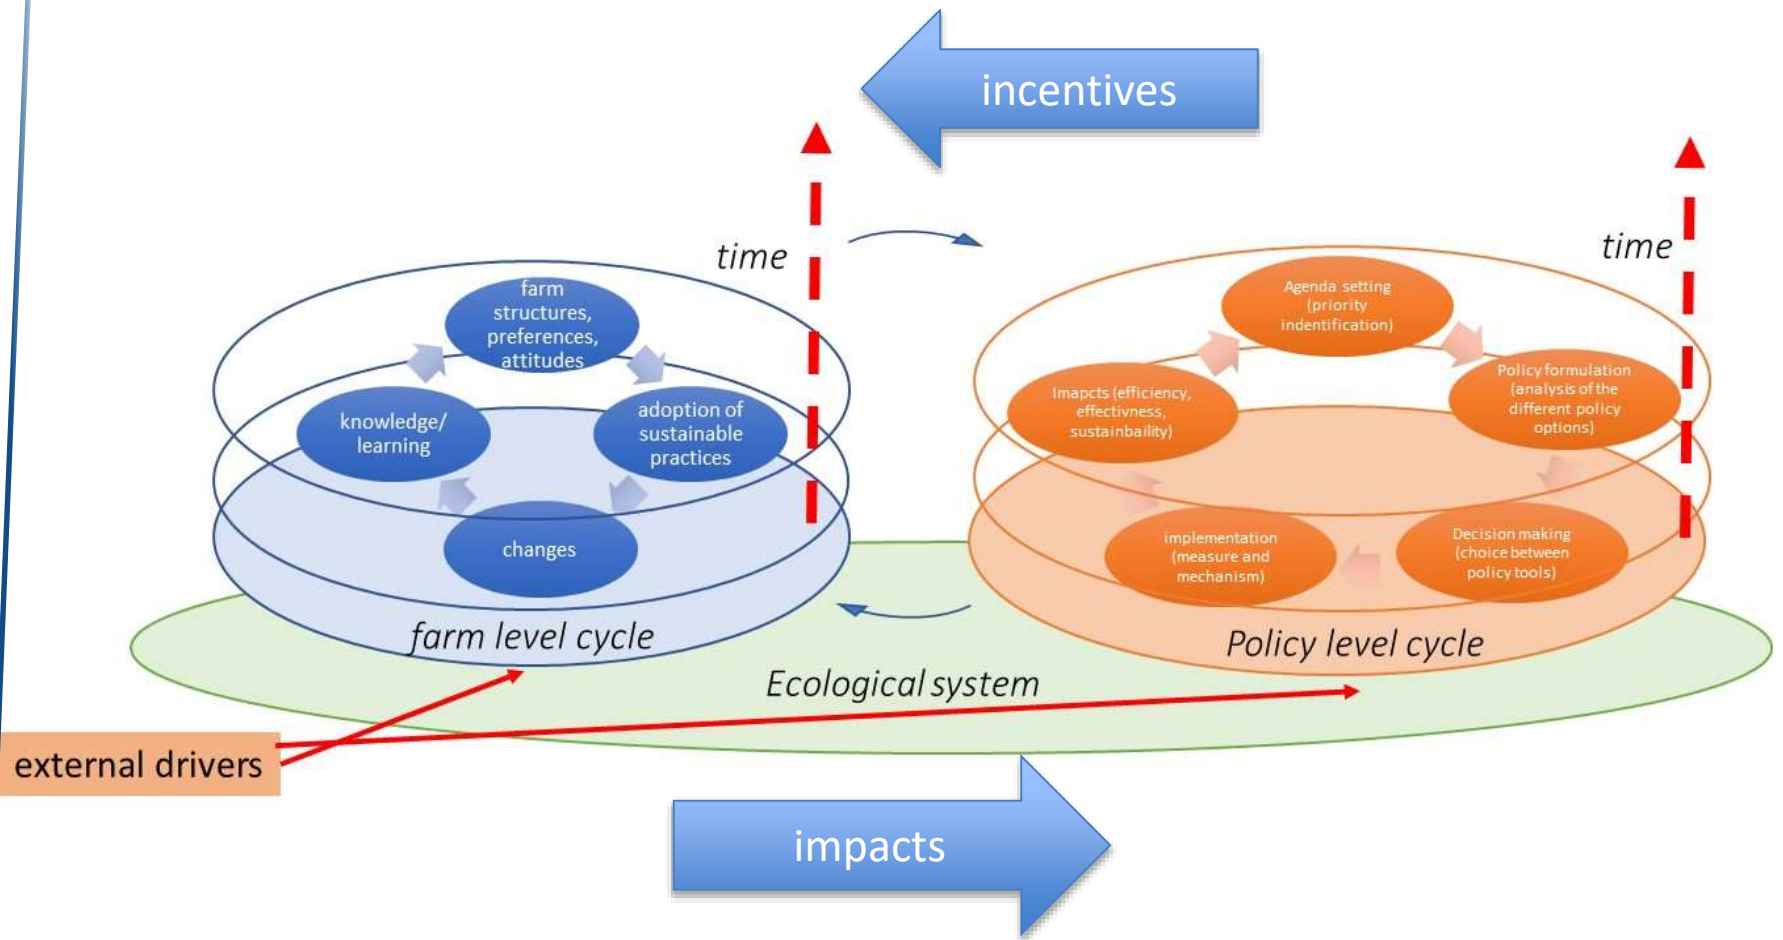 incentives
time
time
farm
structures,
preferences,
attitudes
knowledge/
learning
adoption of
sustainable
practices
changes
farm level cycle
Agenda setting
(priority
indentification)
Imapcts (efficiency,
effectivness,
sustainbaility)
Policy formulation
(analysis of the
different policy
options)
implementation
(measure and
mechanism)
Decision making
(choice between
policy tools)
Policy level cycle
Ecological system
external drivers
impacts